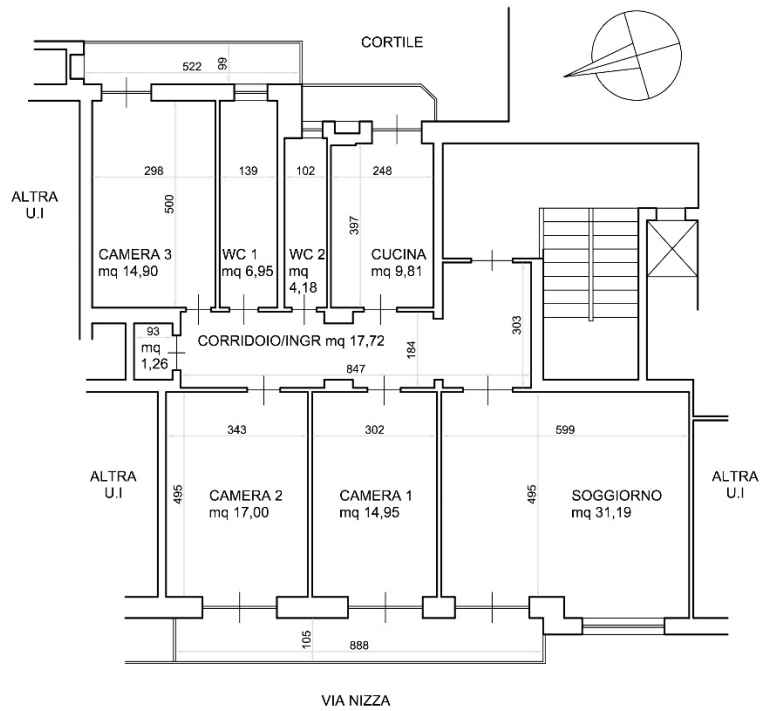 CORTILE
522
99
298
139
102
248
500
397
ALTRA
U.I
CAMERA 3
mq 14,90
WC 1
mq 6,95
WC 2
mq
4,18
CUCINA
mq 9,81
303
93
mq
1,26
CORRIDOIO/INGR mq 17,72
184
847
343
302
599
ALTRA
U.I
495
CAMERA 2
mq 17,00
CAMERA 1
mq 14,95
495
SOGGIORNO
mq 31,19
ALTRA
U.I
105
888
VIA NIZZA